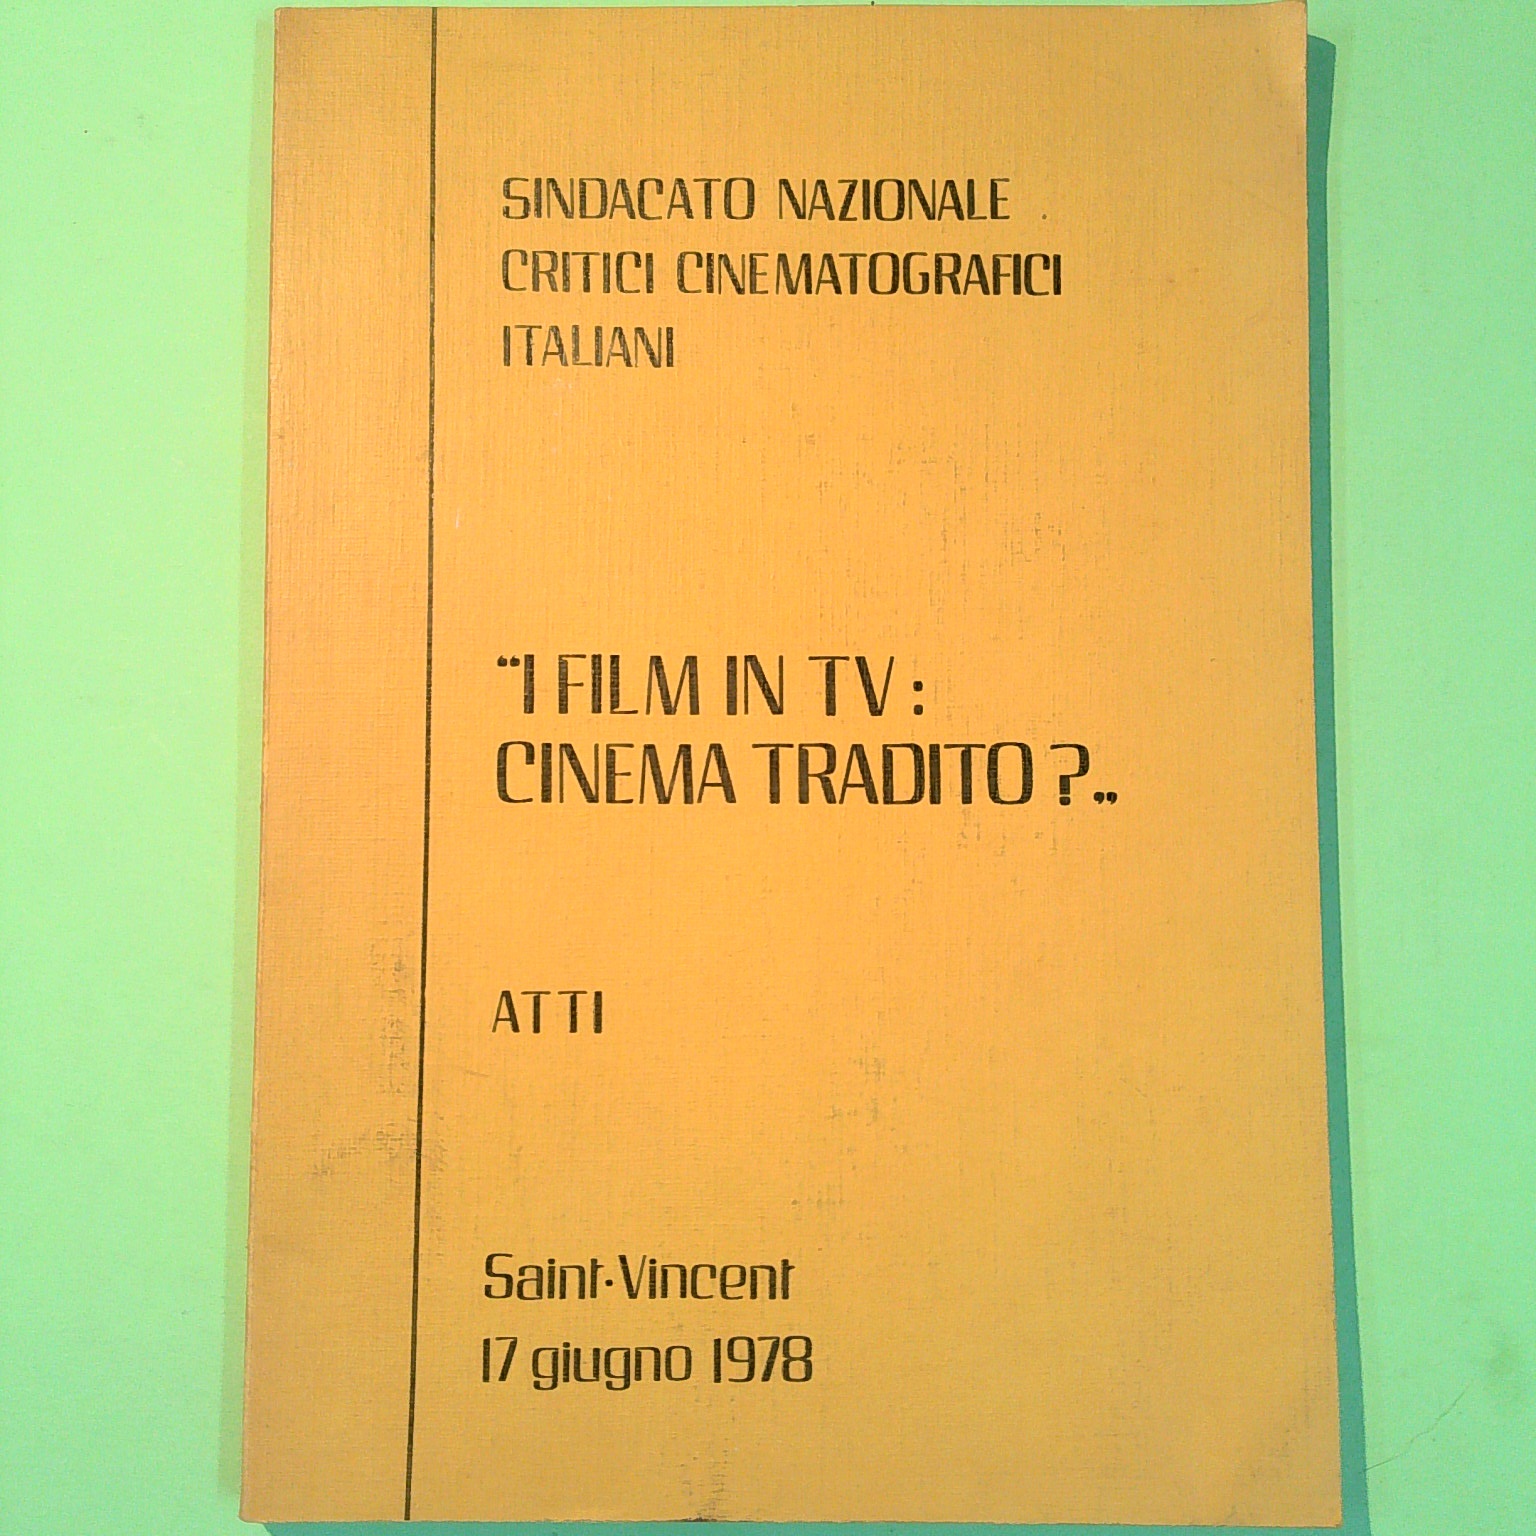 SINDACATO NAZIONALE
CRITICI CINEMATOGRAFICI
ITALIANI
“I FILM IN TV:
CINEMA TRADITO?„
ATTI
Saint-Vincent
17 giugno 1978